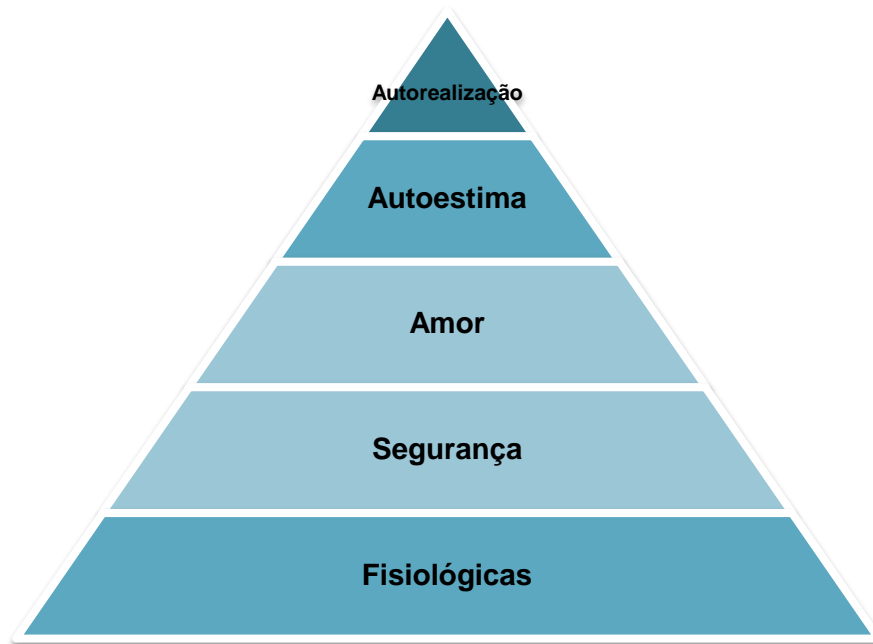 Autorealização
Autoestima
Amor
Segurança
Fisiológicas